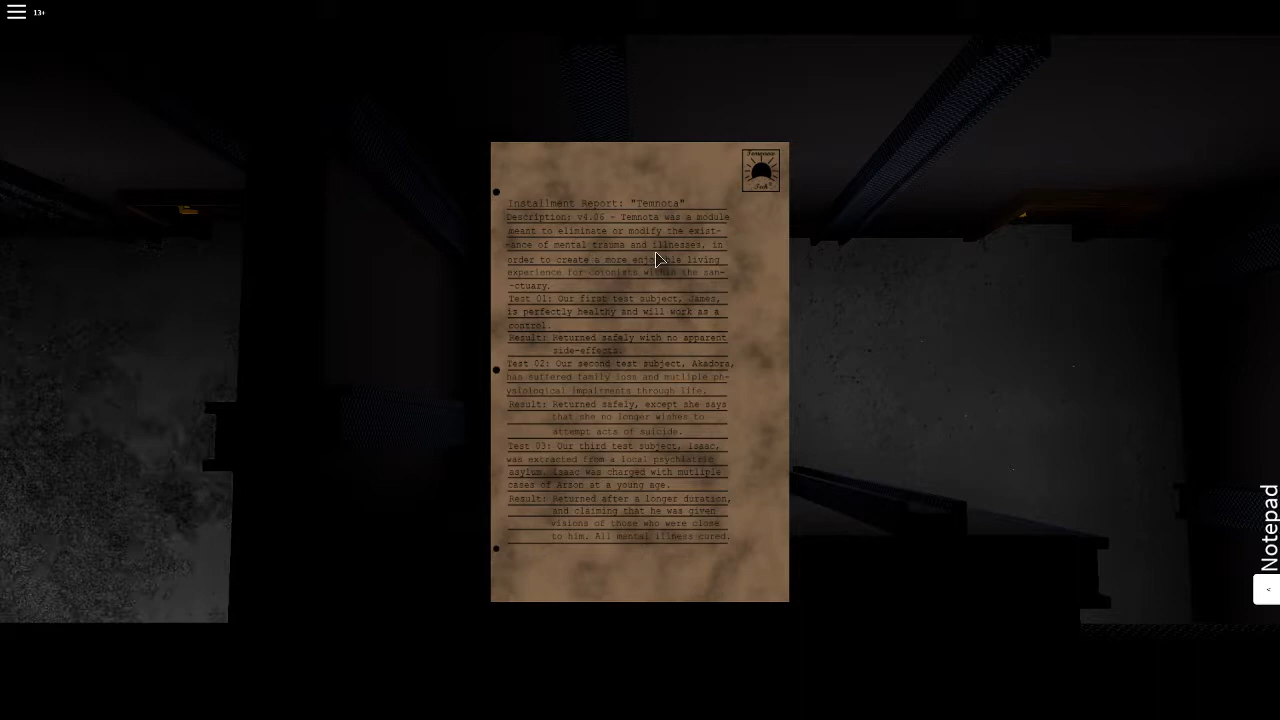 13+
Tomorrow
Tech
Installment Report: "Temnota"
Description: v4.06 - Temnota was a module
meant to eliminate or modify the exist-
-ance of mental trauma and illnesses, in
order to create a more enjoyable living
experience for colonists within the san-
-ctuary.
Test 01: Our first test subject, James,
is perfectly healthy and will work as a
control.
Result: Returned safely with no apparent
side-effects.
Test 02: Our second test subject, Akadora,
has suffered family loss and mutliple ph-
ysiological impairments through life.
Result: Returned safely, except she says
that she no longer wishes to
attempt acts of suicide.
Test 03: Our third test subject, Isaac,
was extracted from a local psychiatric
asylum. Isaac was charged with mutliple
cases of Arson at a young age.
Result: Returned after a longer duration,
and claiming that he was given
visions of those who were close
to him. All mental illness cured.
Notepad
<